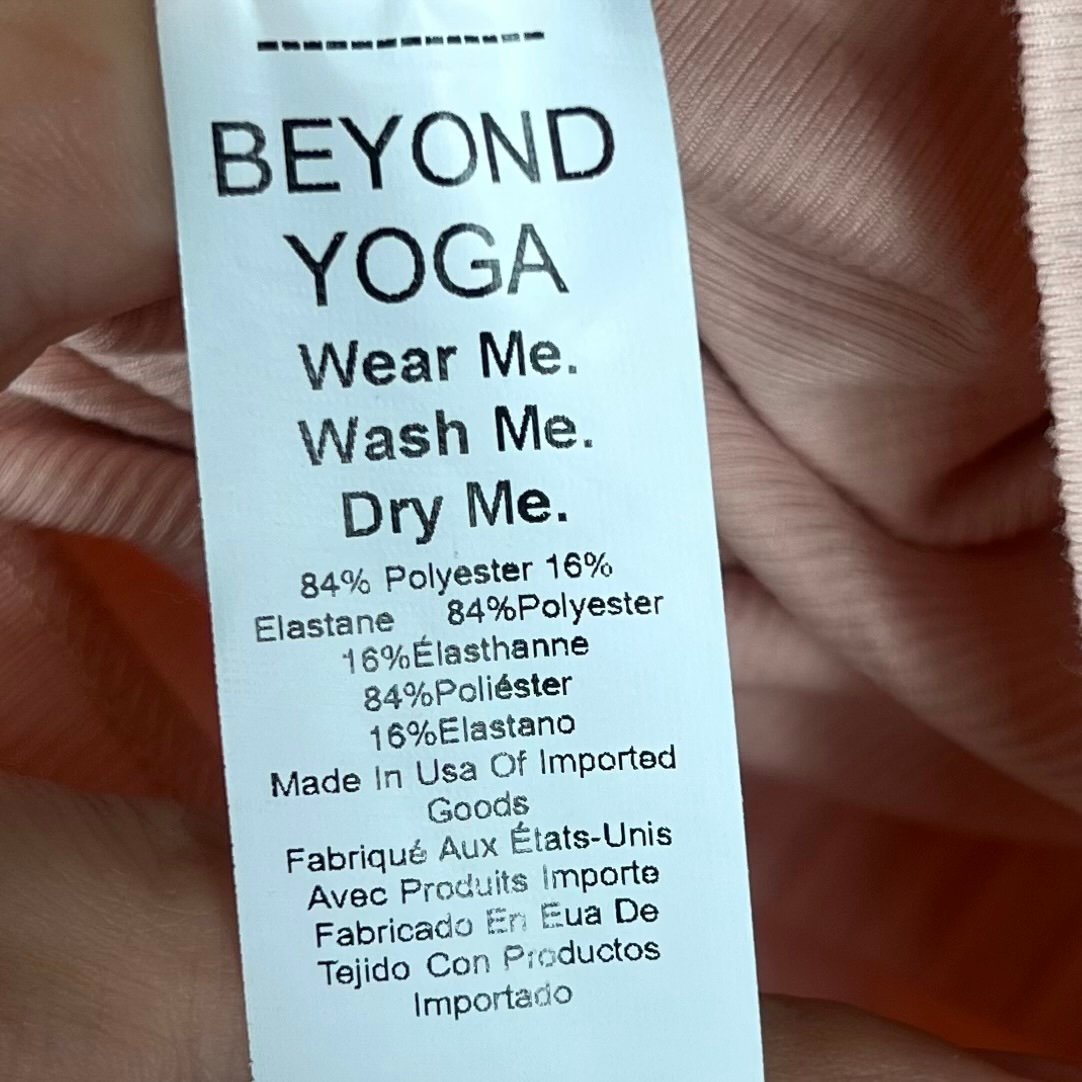 BEYOND
YOGA
Wear Me.
Wash Me.
Dry Me.
84% Polyester 16%
Elastane 84%Polyester
16%Élasthanne
84%Poliéster
16%Elastano
Made In Usa Of Imported
Goods
Fabriqué Aux États-Unis
Avec Produits Importe
Fabricado En Eua De
Tejido Con Productos
Importado